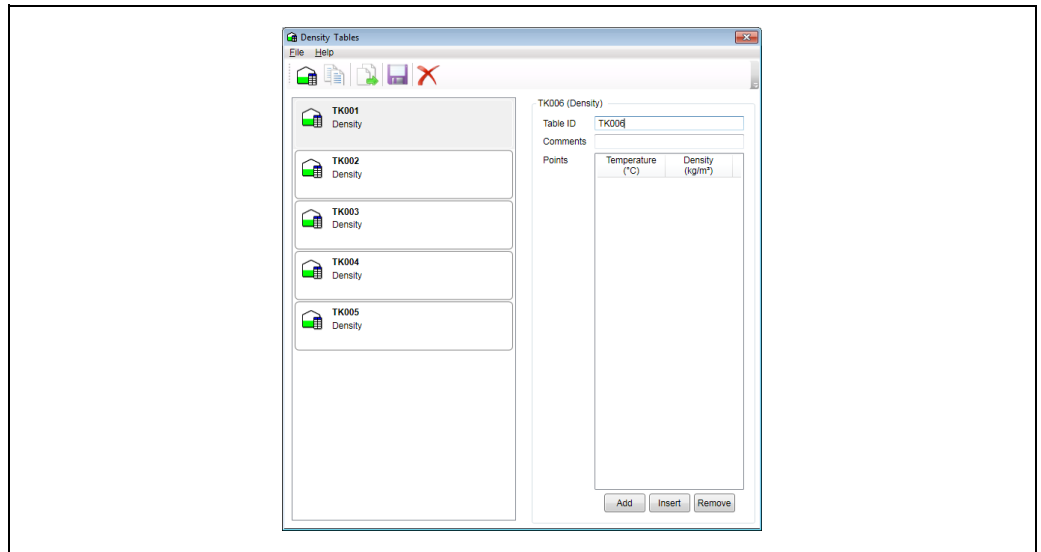 Density Tables
File Help
TK001
Density
TK002
Density
TK003
Density
TK004
Density
TK005
Density
TK006 (Density)
Table ID TK006
Comments
Points Temperature (°C) Density (kg/m³)
Add Insert Remove